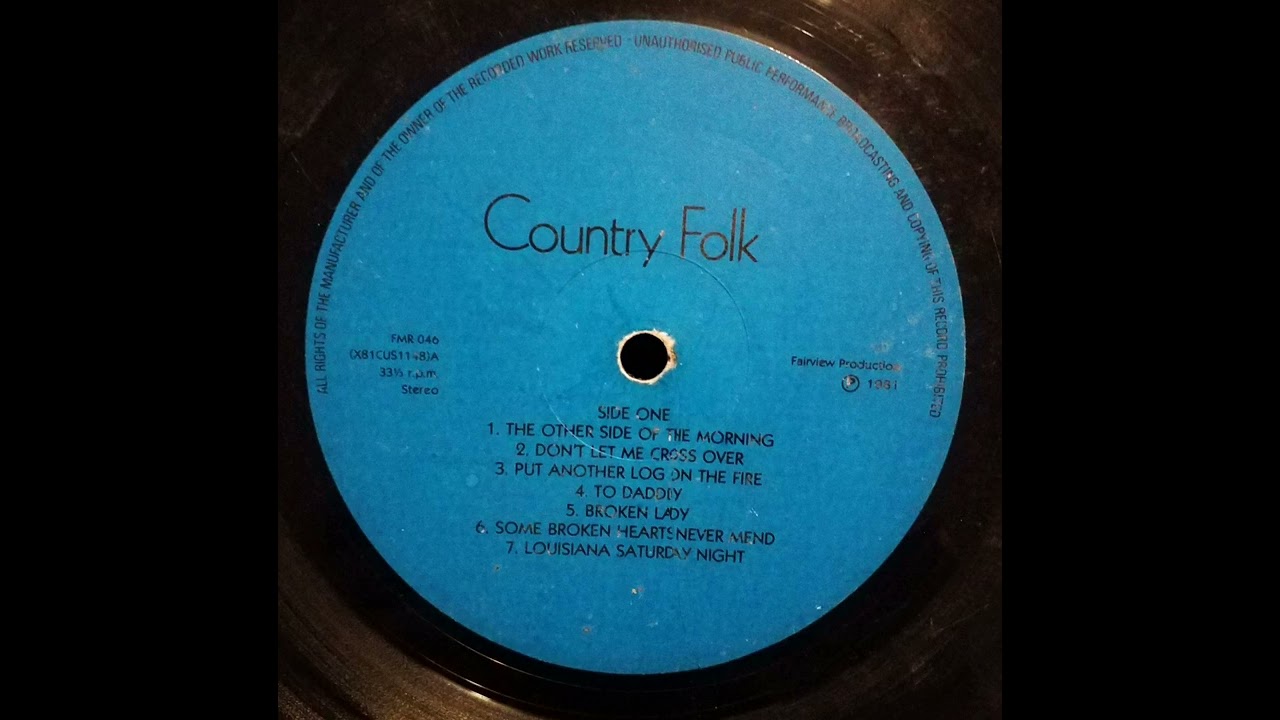 ALL RIGHTS OF THE MANUFACTURER AND OF THE OWNER OF THE RECORDED WORK RESERVED - UNAUTHORISED PUBLIC PERFORMANCE BROADCASTING AND COPYING OF THIS RECORD PROHIBITED
Country Folk
FMR 046
33⅓ r.p.m.
Stereo
Fairview Production
Ⓟ 1981
SIDE ONE
1. THE OTHER SIDE OF THE MORNING
2. DON'T LET ME CROSS OVER
3. PUT ANOTHER LOG ON THE FIRE
4. TO DADDY
5. BROKEN LADY
6. SOME BROKEN HEARTS NEVER MEND
7. LOUISIANA SATURDAY NIGHT